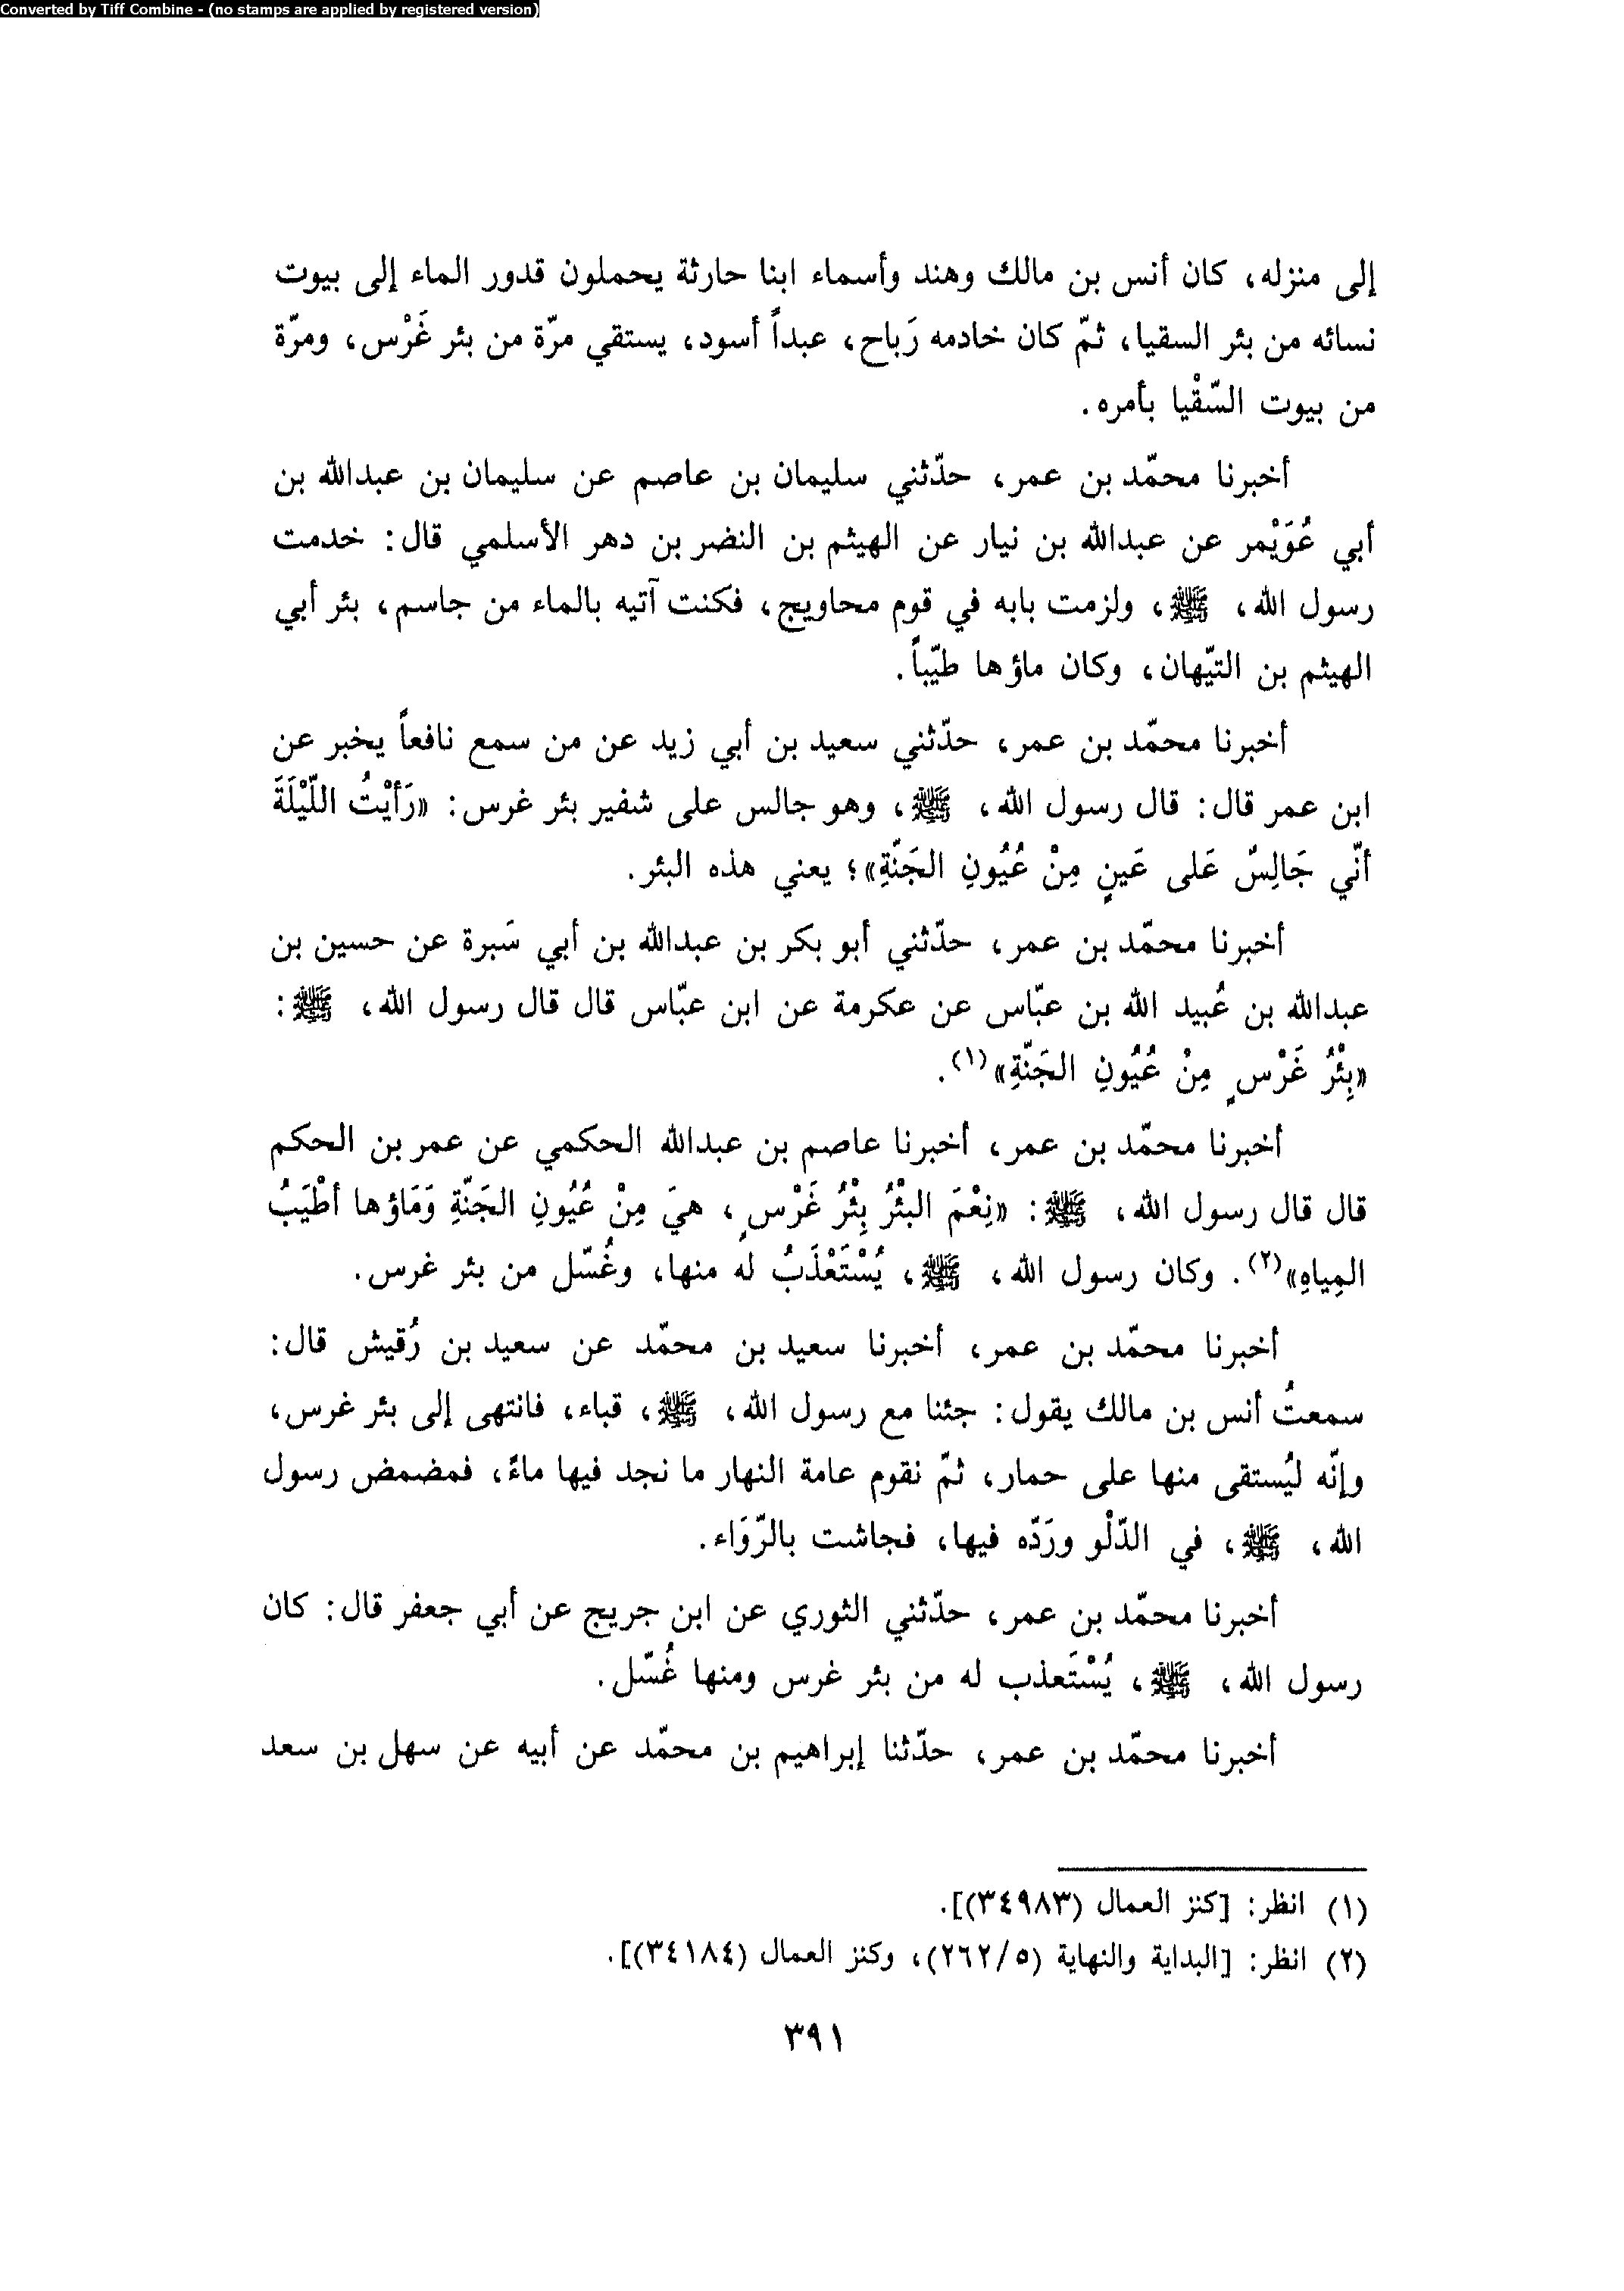 Converted by Tiff Combine - (no stamps are applied by registered version)
إلى منزله، كان أنس بن مالك وهند وأسماء ابنا حارثة يحملون قدور الماء إلى بيوت
نسائه من بئر السقيا، ثمّ كان خادمه رَباح، عبداً أسود، يستقي مرّة من بئر غَرْس، ومرّة
من بيوت السّقْيا بأمره.
أخبرنا محمّد بن عمر، حدّثني سليمان بن عاصم عن سليمان بن عبدالله بن
أبي عُوَيْمر عن عبدالله بن نيار عن الهيثم بن النضر بن دهر الأسلمي قال: خدمت
رسول الله، ﷺ، ولزمت بابه في قوم محاويج، فكنت آتيه بالماء من جاسم، بئر أبي
الهيثم بن التيّهان، وكان ماؤها طيّباً.
أخبرنا محمّد بن عمر، حدّثني سعيد بن أبي زيد عن من سمع نافعاً يخبر عن
ابن عمر قال: قال رسول الله، ﷺ، وهو جالس على شفير بئر غرس: «رَأيْتُ اللّيْلَةَ
أنّي جَالِسٌ عَلى عَينٍ مِنْ عُيُونِ الجَنّةِ»؛ يعني هذه البئر.
أخبرنا محمّد بن عمر، حدّثني أبو بكر بن عبدالله بن أبي سَبرة عن حسين بن
عبدالله بن عُبيد الله بن عبّاس عن عكرمة عن ابن عبّاس قال قال رسول الله، ﷺ:
«بِئْرُ غَرْسٍ مِنْ عُيُونِ الجَنّةِ»(١).
أخبرنا محمّد بن عمر، أخبرنا عاصم بن عبدالله الحكمي عن عمر بن الحكم
قال قال رسول الله، ﷺ: «نِعْمَ البئْرُ بِئْرُ غَرْسٍ، هيَ مِنْ عُيُونِ الجَنّةِ وَمَاؤها أطْيَبُ
المِياهِ»(٢). وكان رسول الله، ﷺ، يُسْتَعْذَبُ له منها، وغُسّل من بئر غرس.
أخبرنا محمّد بن عمر، أخبرنا سعيد بن محمّد عن سعيد بن رُقيش قال:
سمعتُ أنس بن مالك يقول: جئنا مع رسول الله، ﷺ، قباء، فانتهى إلى بئر غرس،
وإنّه ليُستقى منها على حمار، ثمّ نقوم عامة النهار ما نجد فيها ماءً، فمضمض رسول
الله، ﷺ، في الدّلْو ورَدّه فيها، فجاشت بالرّوَاء.
أخبرنا محمّد بن عمر، حدّثني الثوري عن ابن جريج عن أبي جعفر قال: كان
رسول الله، ﷺ، يُسْتَعذب له من بئر غرس ومنها غُسّل.
أخبرنا محمّد بن عمر، حدّثنا إبراهيم بن محمّد عن أبيه عن سهل بن سعد
(١) انظر: [كنز العمال (٣٤٩٨٣)].
(٢) انظر: [البداية والنهاية (٢٦٢/٥)، وكنز العمال (٣٤١٨٤)].
٣٩١